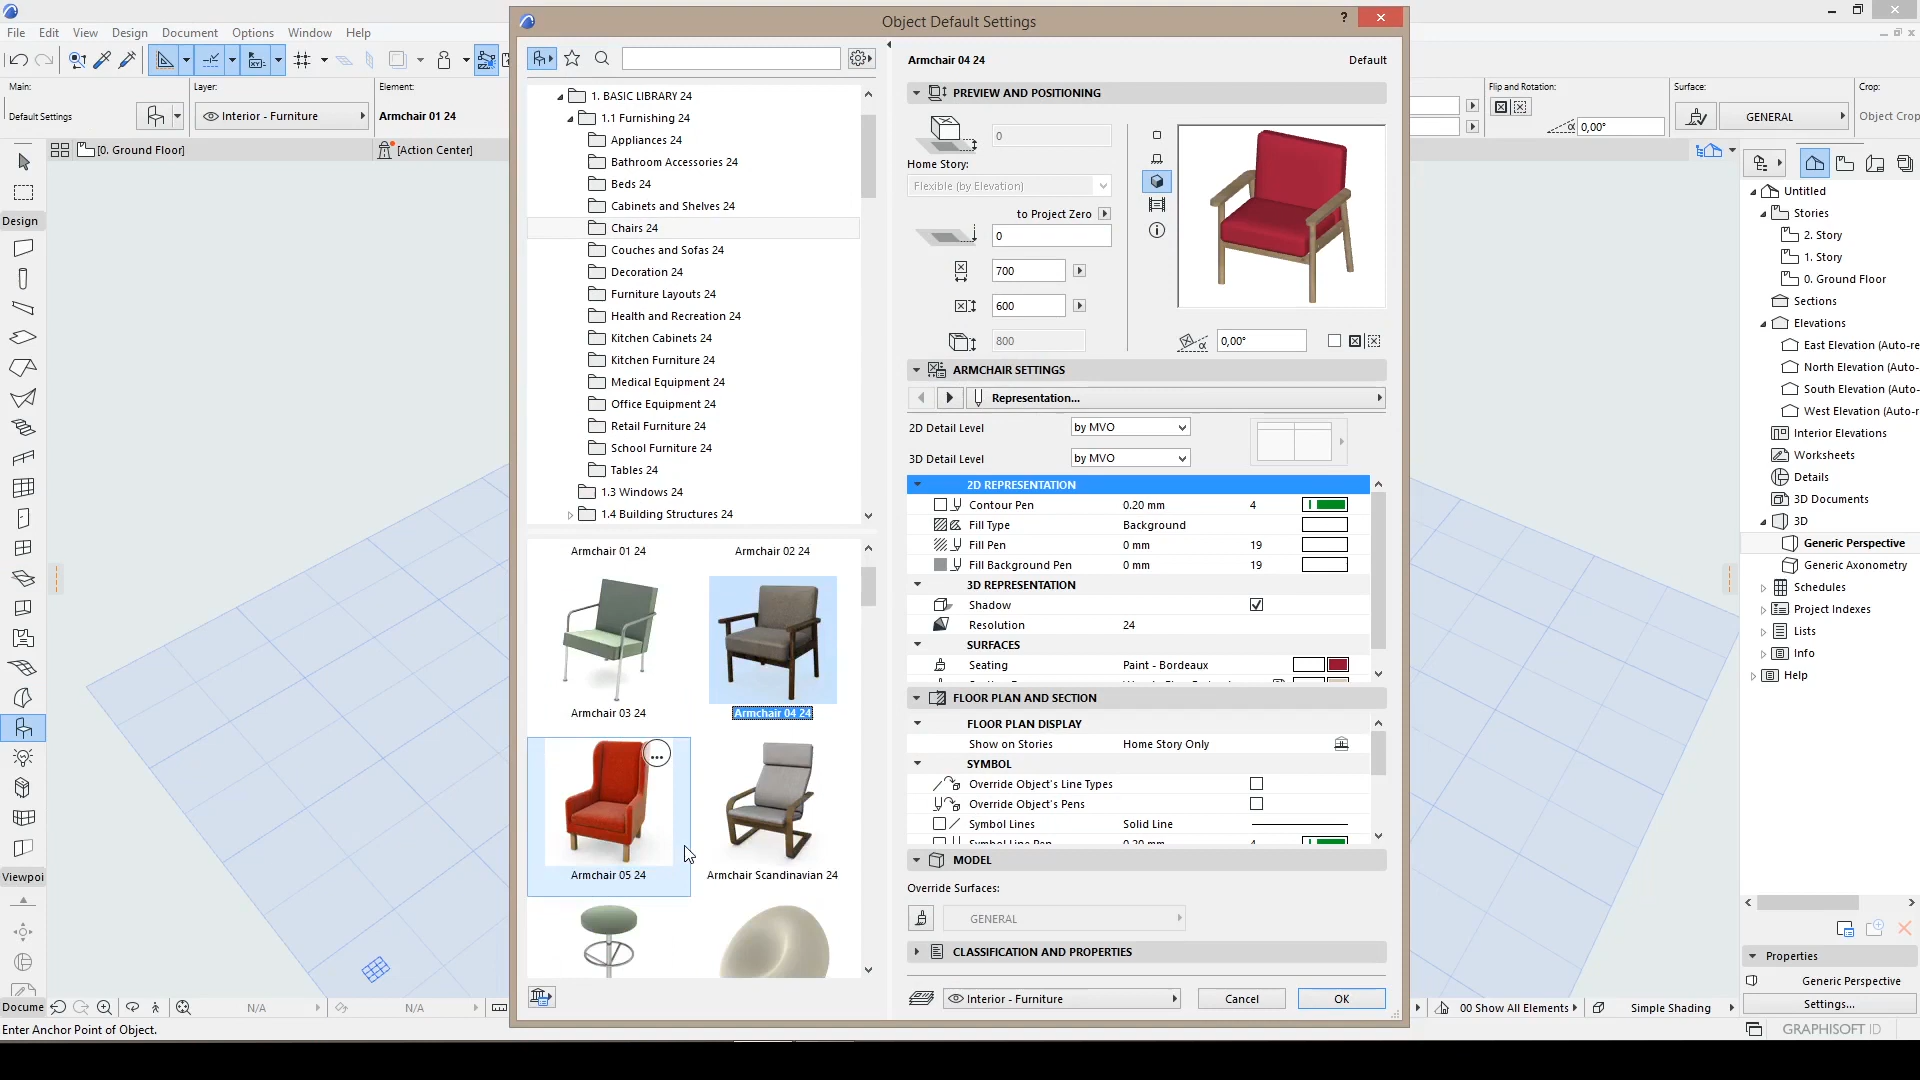 Object Default Settings
?
File Edit View Design Document Options Window Help
Main:
Layer:
Element:
Default Settings
Interior - Furniture
Armchair 01 24
Flip and Rotation:
Surface:
Crop:
0,00°
GENERAL
Object Crop
[0. Ground Floor]
[Action Center]
Design
Viewpoi
Docume
1. BASIC LIBRARY 24
1.1 Furnishing 24
Appliances 24
Bathroom Accessories 24
Beds 24
Cabinets and Shelves 24
Chairs 24
Couches and Sofas 24
Decoration 24
Furniture Layouts 24
Health and Recreation 24
Kitchen Cabinets 24
Kitchen Furniture 24
Medical Equipment 24
Office Equipment 24
Retail Furniture 24
School Furniture 24
Tables 24
1.3 Windows 24
1.4 Building Structures 24
Armchair 01 24
Armchair 02 24
Armchair 03 24
Armchair 04 24
Armchair 05 24
Armchair Scandinavian 24
Armchair 04 24
Default
PREVIEW AND POSITIONING
0
Home Story:
Flexible (by Elevation)
to Project Zero
0
700
600
800
0,00°
ARMCHAIR SETTINGS
Representation...
2D Detail Level by MVO
3D Detail Level by MVO
2D REPRESENTATION
Contour Pen 0.20 mm 4
Fill Type Background
Fill Pen 0 mm 19
Fill Background Pen 0 mm 19
3D REPRESENTATION
Shadow
Resolution 24
SURFACES
Seating Paint - Bordeaux
FLOOR PLAN AND SECTION
FLOOR PLAN DISPLAY
Show on Stories Home Story Only
SYMBOL
Override Object's Line Types
Override Object's Pens
Symbol Lines Solid Line
Symbol Line Pen 0.20 mm 4
MODEL
Override Surfaces:
GENERAL
CLASSIFICATION AND PROPERTIES
Interior - Furniture
Cancel
OK
Untitled
Stories
2. Story
1. Story
0. Ground Floor
Sections
Elevations
East Elevation (Auto-re
North Elevation (Auto-
South Elevation (Auto-
West Elevation (Auto-r
Interior Elevations
Worksheets
Details
3D Documents
3D
Generic Perspective
Generic Axonometry
Schedules
Project Indexes
Lists
Info
Help
Properties
Generic Perspective
Settings...
N/A
N/A
00 Show All Elements
Simple Shading
Enter Anchor Point of Object.
GRAPHISOFT ID